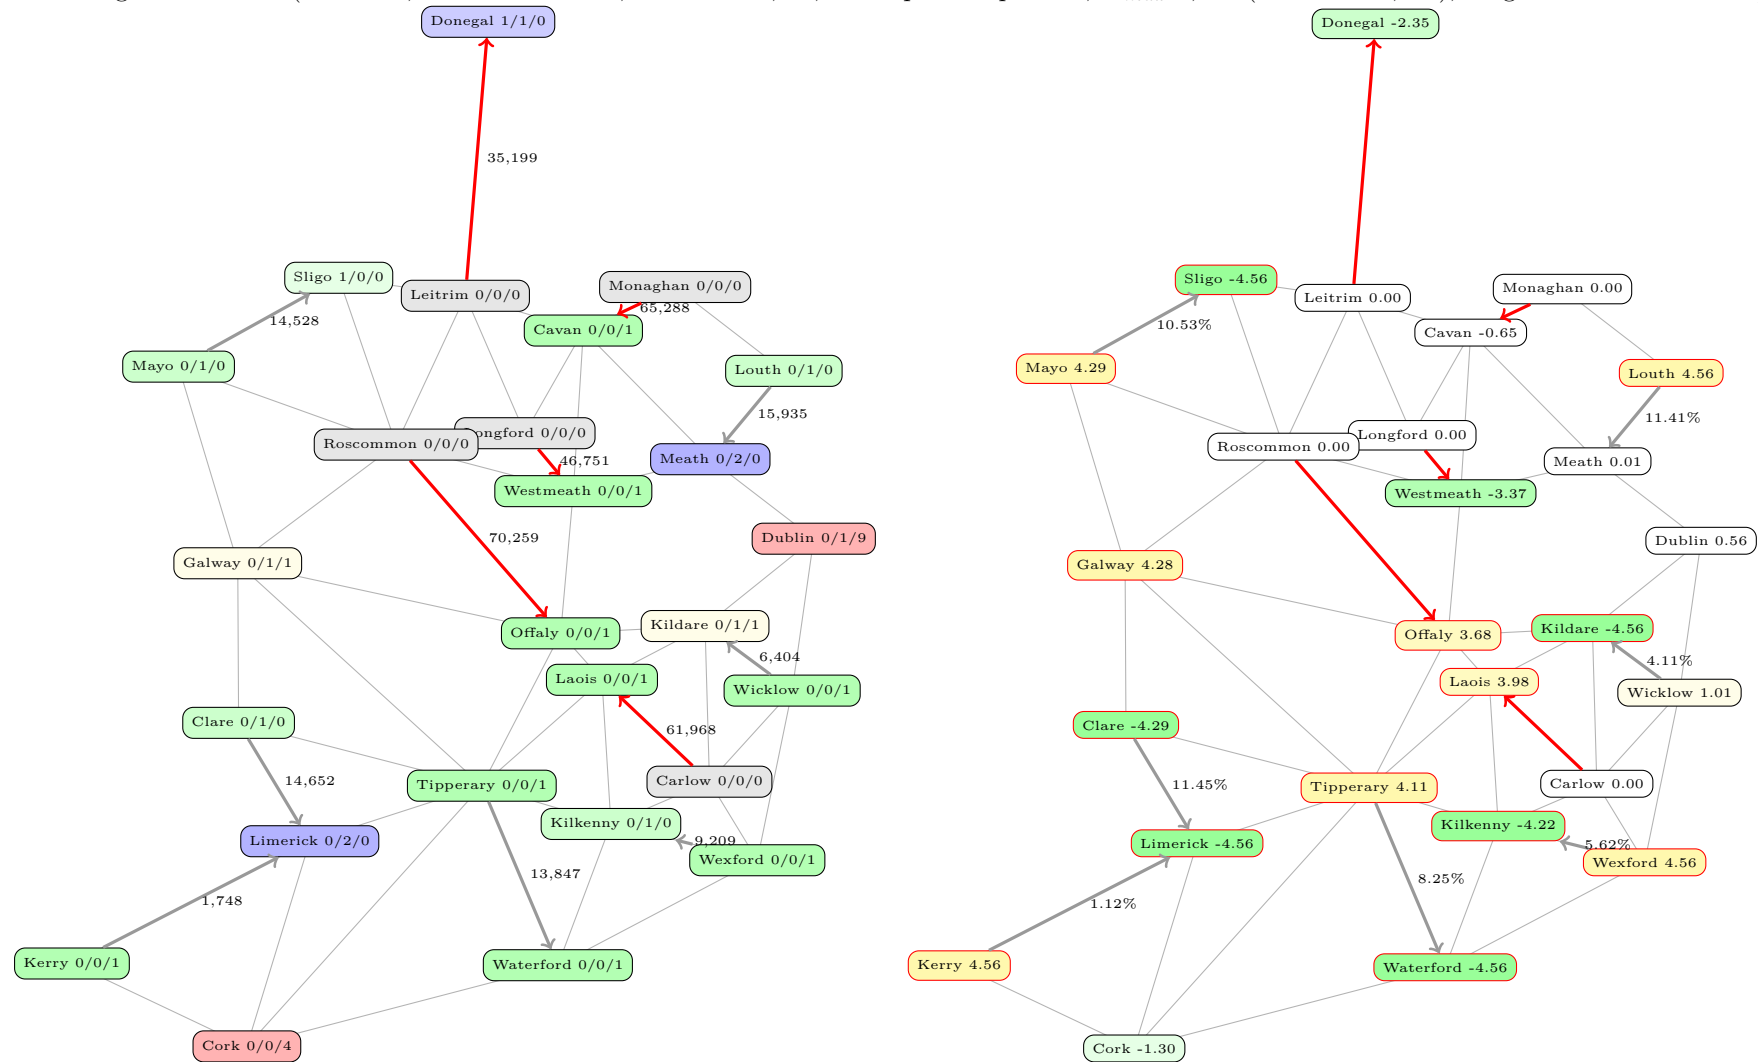 Donegal 1/1/0
Donegal -2.35
35,199
Sligo 1/0/0
Leitrim 0/0/0
Monaghan 0/0/0
65,288
Cavan 0/0/1
14,528
Mayo 0/1/0
Louth 0/1/0
15,935
Longford 0/0/0
Roscommon 0/0/0
46,751
Meath 0/2/0
Westmeath 0/0/1
70,259
Dublin 0/1/9
Galway 0/1/1
Offaly 0/0/1
Kildare 0/1/1
6,404
Laois 0/0/1
Wicklow 0/0/1
Clare 0/1/0
61,968
14,652
Tipperary 0/0/1
Carlow 0/0/0
Kilkenny 0/1/0
9,209
Limerick 0/2/0
Wexford 0/0/1
13,847
1,748
Kerry 0/0/1
Waterford 0/0/1
Cork 0/0/4
Sligo -4.56
Leitrim 0.00
Monaghan 0.00
10.53%
Cavan -0.65
Mayo 4.29
Louth 4.56
11.41%
Longford 0.00
Roscommon 0.00
Meath 0.01
Westmeath -3.37
Dublin 0.56
Galway 4.28
Offaly 3.68
Kildare -4.56
4.11%
Laois 3.98
Wicklow 1.01
Clare -4.29
11.45%
Tipperary 4.11
Carlow 0.00
Kilkenny -4.22
5.62%
Limerick -4.56
Wexford 4.56
8.25%
1.12%
Kerry 4.56
Waterford -4.56
Cork -1.30